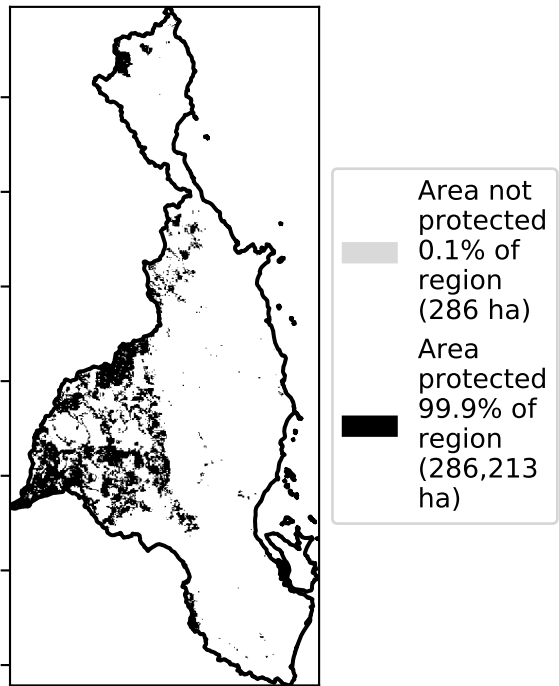 Area not
protected
0.1% of
region
(286 ha)
Area
protected
99.9% of
region
(286,213
ha)